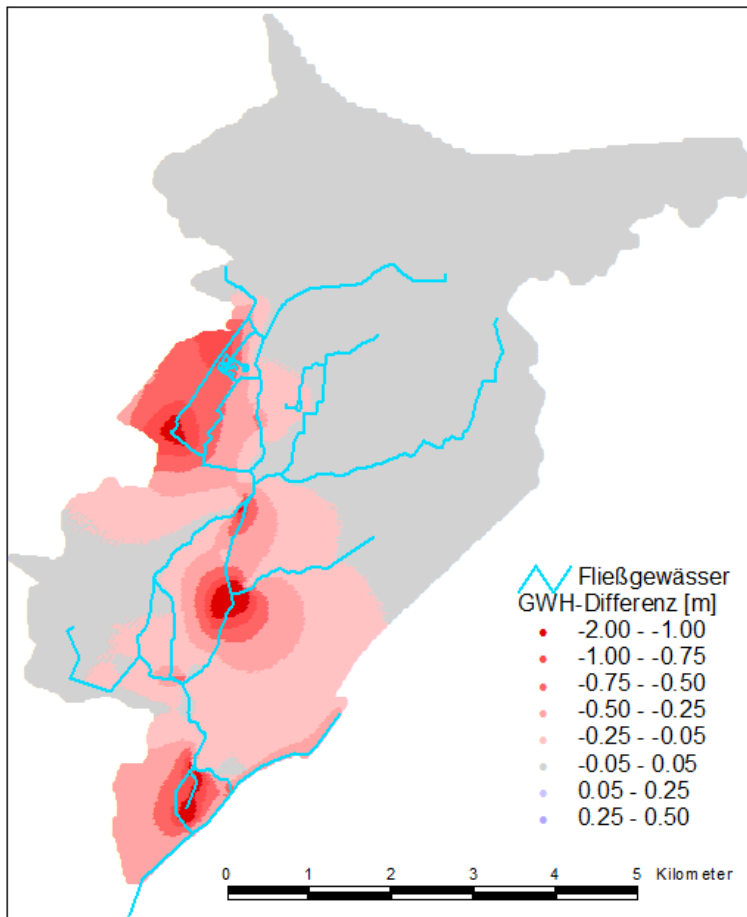 Fließgewässer
GWH-Differenz [m]
-2.00 - -1.00
-1.00 - -0.75
-0.75 - -0.50
-0.50 - -0.25
-0.25 - -0.05
-0.05 - 0.05
0.05 - 0.25
0.25 - 0.50
0 1 2 3 4 5 Kilometer